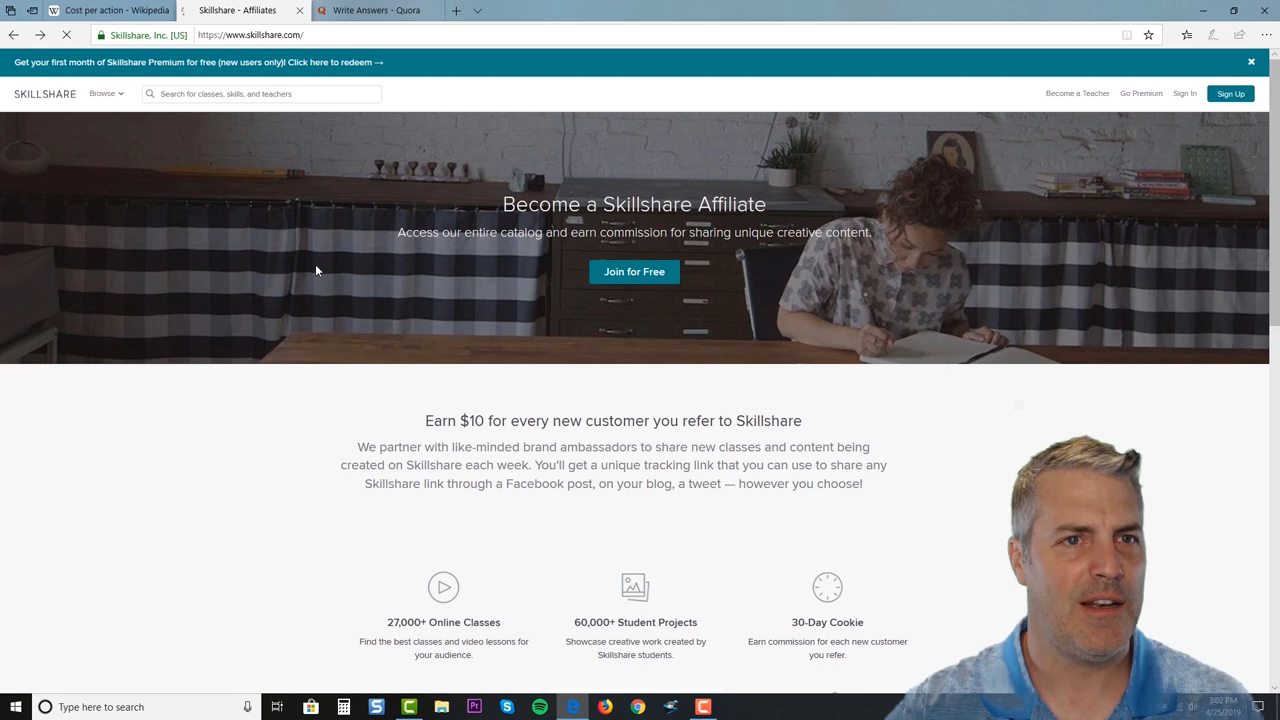 Cost per action - Wikipedia
Skillshare - Affiliates
Write Answers - Quora
Skillshare, Inc. [US]
https://www.skillshare.com/
Get your first month of Skillshare Premium for free (new users only)! Click here to redeem →
SKILLSHARE
Browse
Search for classes, skills, and teachers
Become a Teacher
Go Premium
Sign In
Sign Up
Become a Skillshare Affiliate
Access our entire catalog and earn commission for sharing unique creative content.
Join for Free
Earn $10 for every new customer you refer to Skillshare
We partner with like-minded brand ambassadors to share new classes and content being
created on Skillshare each week. You'll get a unique tracking link that you can use to share any
Skillshare link through a Facebook post, on your blog, a tweet — however you choose!
27,000+ Online Classes
Find the best classes and video lessons for
your audience.
60,000+ Student Projects
Showcase creative work created by
Skillshare students.
30-Day Cookie
Earn commission for each new customer
you refer.
Type here to search
3:02 PM
4/25/2019